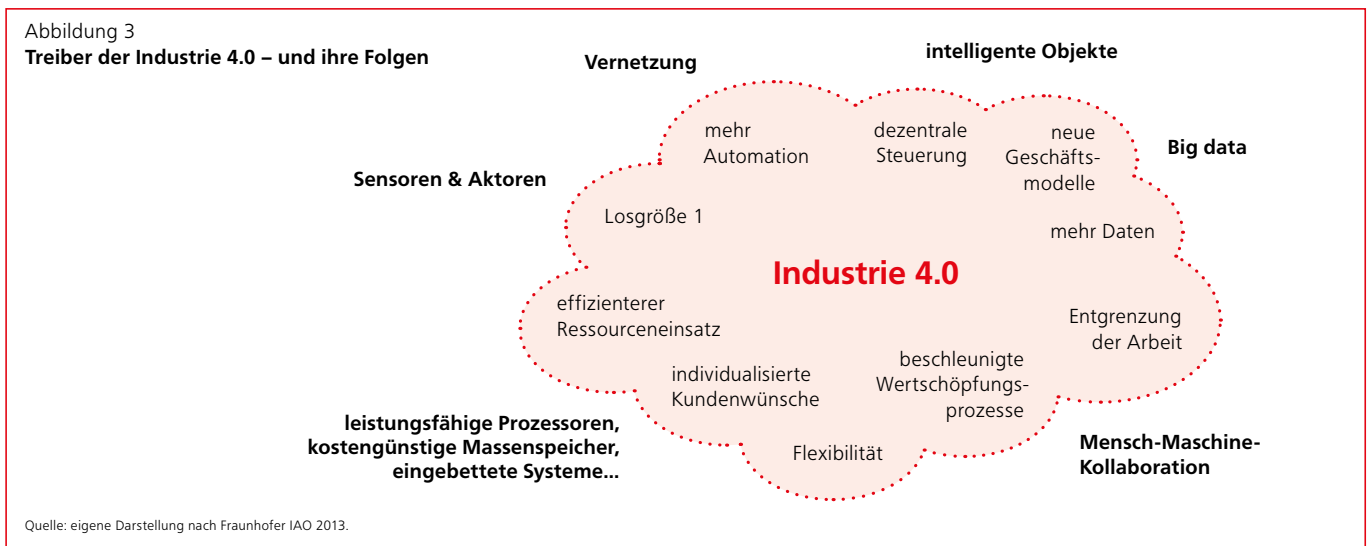 Abbildung 3
Treiber der Industrie 4.0 – und ihre Folgen
Vernetzung
intelligente Objekte
Big data
Sensoren & Aktoren
mehr
Automation
dezentrale
Steuerung
neue
Geschäfts-
modelle
Losgröße 1
mehr Daten
Industrie 4.0
effizienterer
Ressourceneinsatz
Entgrenzung
der Arbeit
individualisierte
Kundenwünsche
beschleunigte
Wertschöpfungs-
prozesse
Flexibilität
leistungsfähige Prozessoren,
kostengünstige Massenspeicher,
eingebettete Systeme...
Mensch-Maschine-
Kollaboration
Quelle: eigene Darstellung nach Fraunhofer IAO 2013.